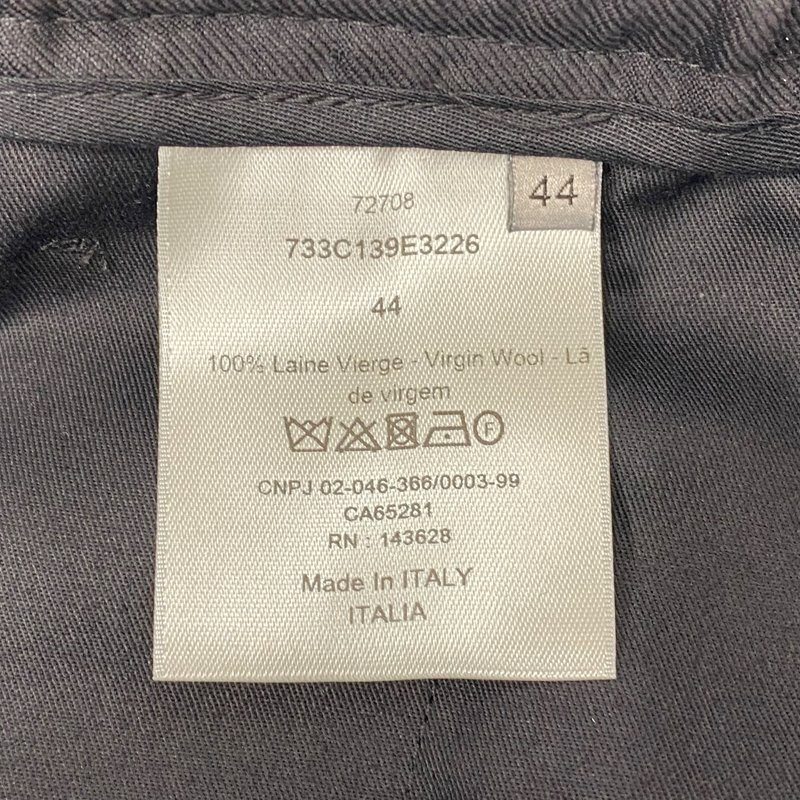 44
72708
733C139E3226
44
100% Laine Vierge - Virgin Wool - Lã
de virgem
F
CNPJ 02-046-366/0003-99
CA65281
RN : 143628
Made In ITALY
ITALIA